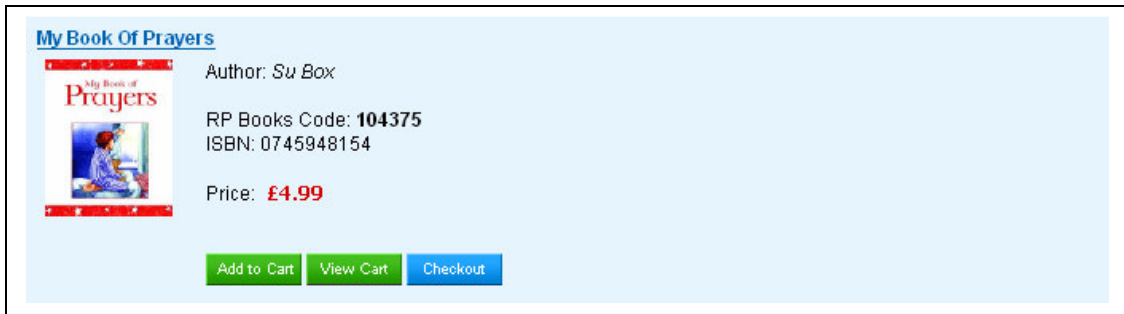 My Book Of Prayers
My Book of
Prayers
Author: Su Box
RP Books Code: 104375
ISBN: 0745948154
Price: £4.99
Add to Cart View Cart Checkout